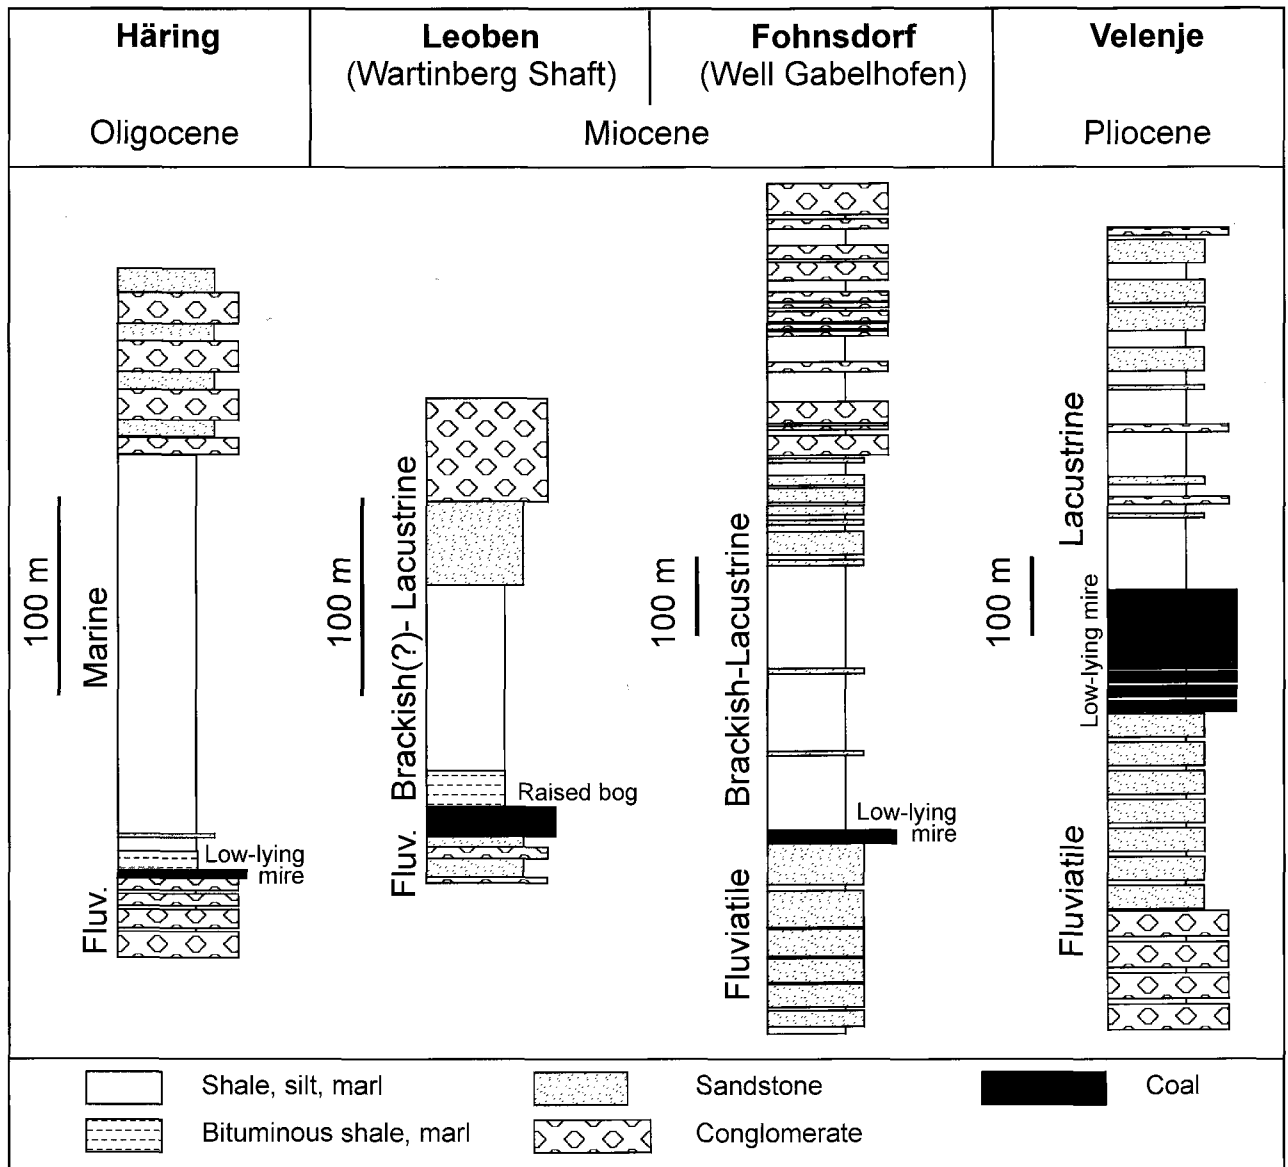 Häring
Leoben
(Wartinberg Shaft)
Fohnsdorf
(Well Gabelhofen)
Velenje
Oligocene
Miocene
Pliocene
100 m
Marine
Fluv.
Low-lying
mire
100 m
Brackish(?)- Lacustrine
Fluv.
Raised bog
100 m
Brackish-Lacustrine
Fluviatile
Low-lying
mire
100 m
Lacustrine
Low-lying mire
Fluviatile
Shale, silt, marl
Sandstone
Coal
Bituminous shale, marl
Conglomerate